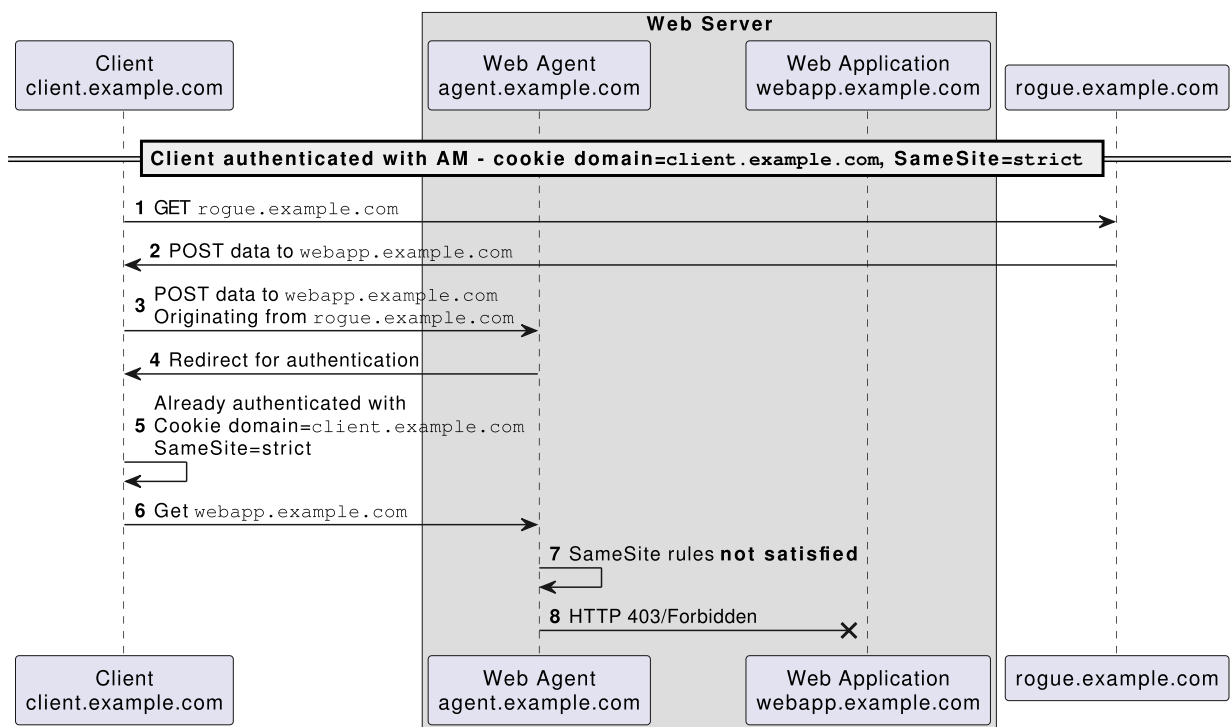 Web Server
Client
client.example.com
Web Agent
agent.example.com
Web Application
webapp.example.com
rogue.example.com
Client authenticated with AM - cookie domain=client.example.com, SameSite=strict
1 GET rogue.example.com
2 POST data to webapp.example.com
3 POST data to webapp.example.com
Originating from rogue.example.com
4 Redirect for authentication
5 Already authenticated with
Cookie domain=client.example.com
SameSite=strict
6 Get webapp.example.com
7 SameSite rules not satisfied
8 HTTP 403/Forbidden
Client
client.example.com
Web Agent
agent.example.com
Web Application
webapp.example.com
rogue.example.com